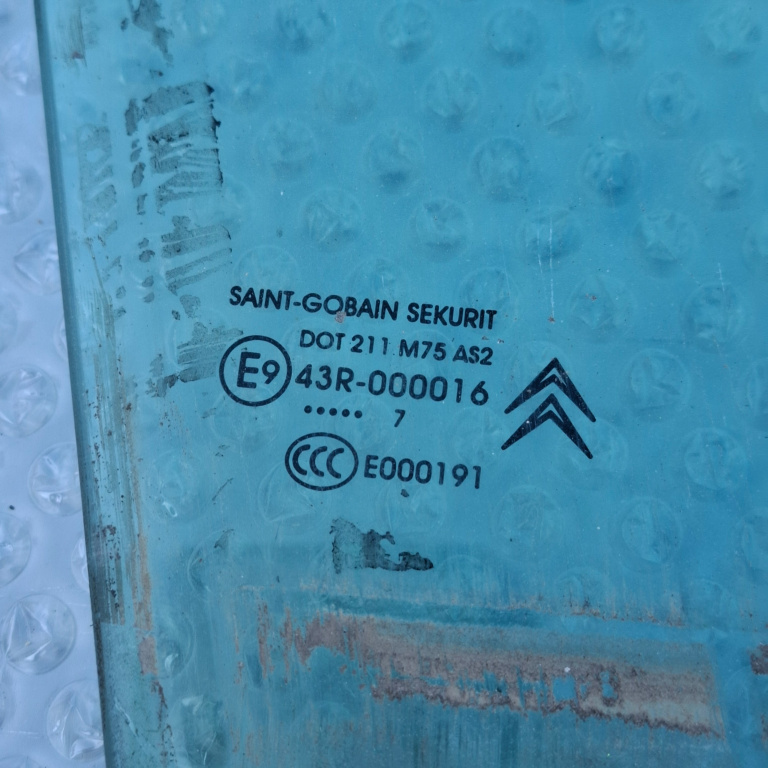 SAINT-GOBAIN SEKURIT
DOT 211 M75 AS2
E9 43R-000016
••••• 7
CCC E000191